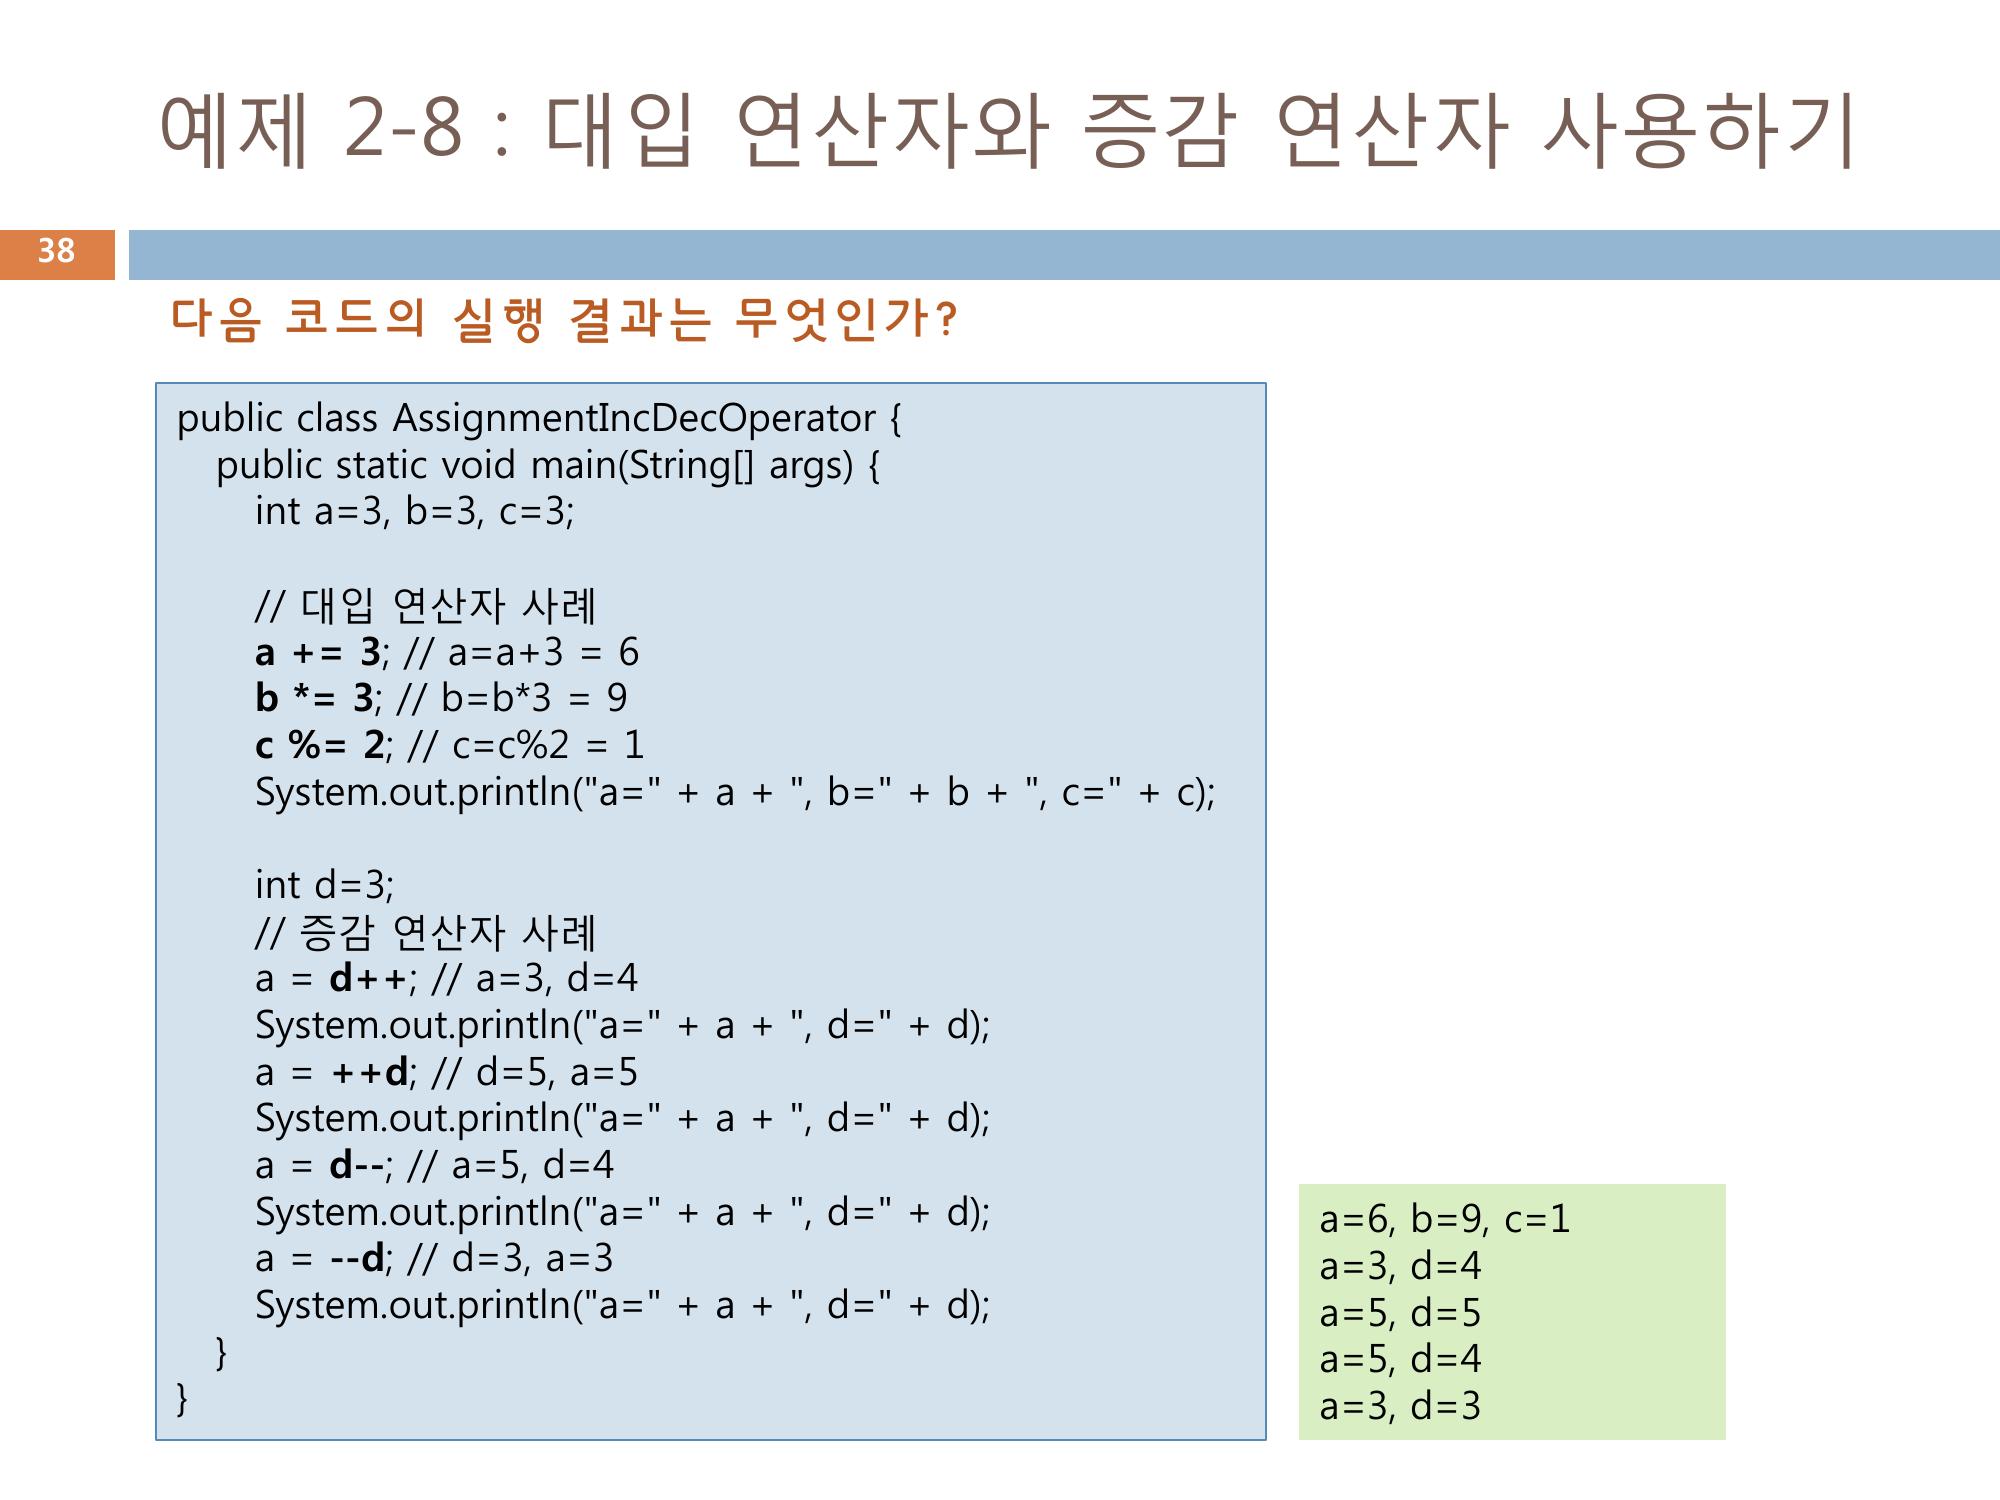 예제 2-8 : 대입 연산자와 증감 연산자 사용하기
38
다음 코드의 실행 결과는 무엇인가?
public class AssignmentIncDecOperator {
public static void main(String[] args) {
int a=3, b=3, c=3;
// 대입 연산자 사례
a += 3; // a=a+3 = 6
b *= 3; // b=b*3 = 9
c %= 2; // c=c%2 = 1
System.out.println("a=" + a + ", b=" + b + ", c=" + c);
int d=3;
// 증감 연산자 사례
a = d++; // a=3, d=4
System.out.println("a=" + a + ", d=" + d);
a = ++d; // d=5, a=5
System.out.println("a=" + a + ", d=" + d);
a = d--; // a=5, d=4
System.out.println("a=" + a + ", d=" + d);
a = --d; // d=3, a=3
System.out.println("a=" + a + ", d=" + d);
}
}
a=6, b=9, c=1
a=3, d=4
a=5, d=5
a=5, d=4
a=3, d=3